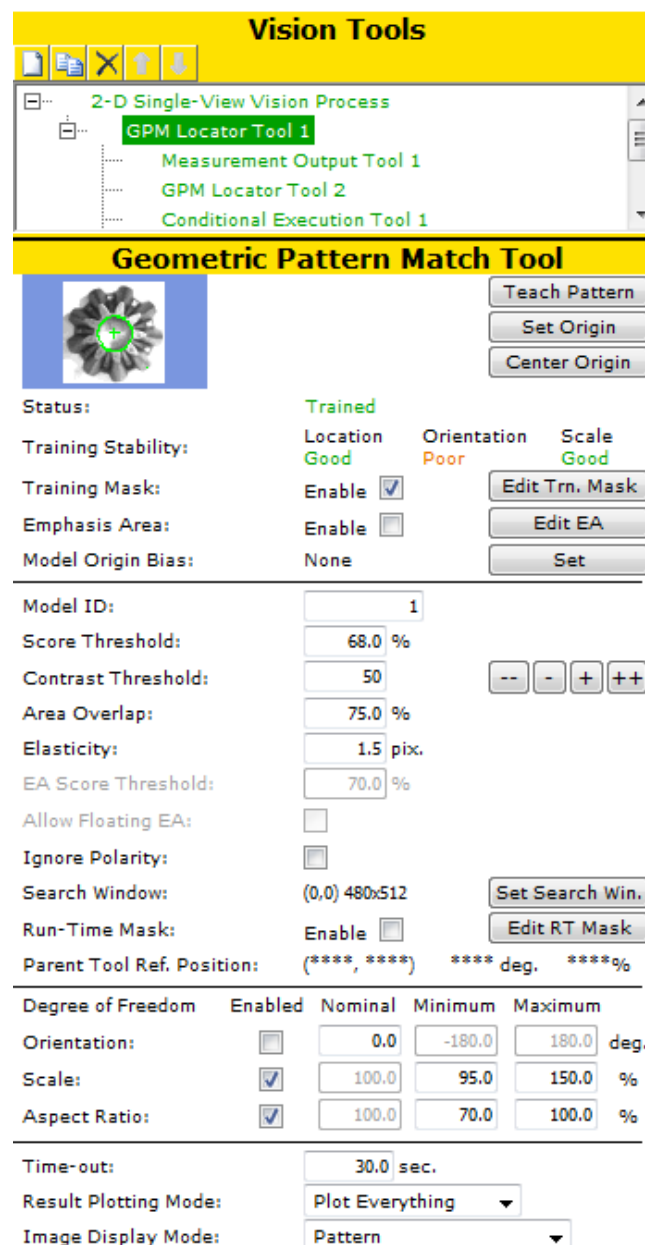 Vision Tools
2-D Single-View Vision Process
GPM Locator Tool 1
Measurement Output Tool 1
GPM Locator Tool 2
Conditional Execution Tool 1
Geometric Pattern Match Tool
Teach Pattern
Set Origin
Center Origin
Status: Trained
Training Stability: Location Orientation Scale
Good Poor Good
Training Mask: Enable Edit Trn. Mask
Emphasis Area: Enable Edit EA
Model Origin Bias: None Set
Model ID: 1
Score Threshold: 68.0 %
Contrast Threshold: 50 -- - + ++
Area Overlap: 75.0 %
Elasticity: 1.5 pix.
EA Score Threshold: 70.0 %
Allow Floating EA:
Ignore Polarity:
Search Window: (0,0) 480x512 Set Search Win.
Run-Time Mask: Enable Edit RT Mask
Parent Tool Ref. Position: (****, ****) **** deg. ****%
Degree of Freedom Enabled Nominal Minimum Maximum
Orientation: 0.0 -180.0 180.0 deg.
Scale: 100.0 95.0 150.0 %
Aspect Ratio: 100.0 70.0 100.0 %
Time-out: 30.0 sec.
Result Plotting Mode: Plot Everything
Image Display Mode: Pattern